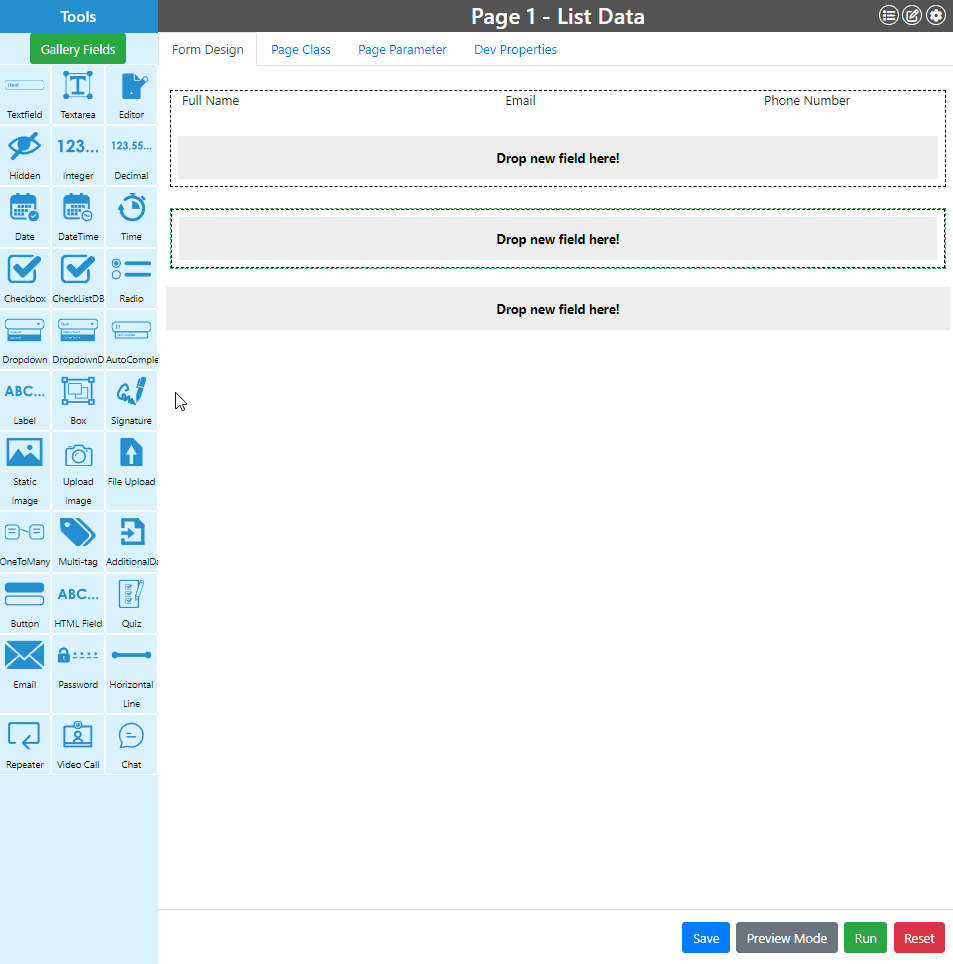 Tools
Page 1 - List Data
Gallery Fields
Form Design Page Class Page Parameter Dev Properties
Textfield Textarea Editor
123... 123,55...
Hidden Integer Decimal
Date DateTime Time
Checkbox CheckListDB Radio
Dropdown DropdownD AutoComple
ABC...
Label Box Signature
Static Image Upload Image File Upload
OneToMany Multi-tag AdditionalDa
ABC...
Button HTML Field Quiz
Email Password Horizontal Line
Repeater Video Call Chat
Full Name Email Phone Number
Drop new field here!
Drop new field here!
Drop new field here!
Save Preview Mode Run Reset